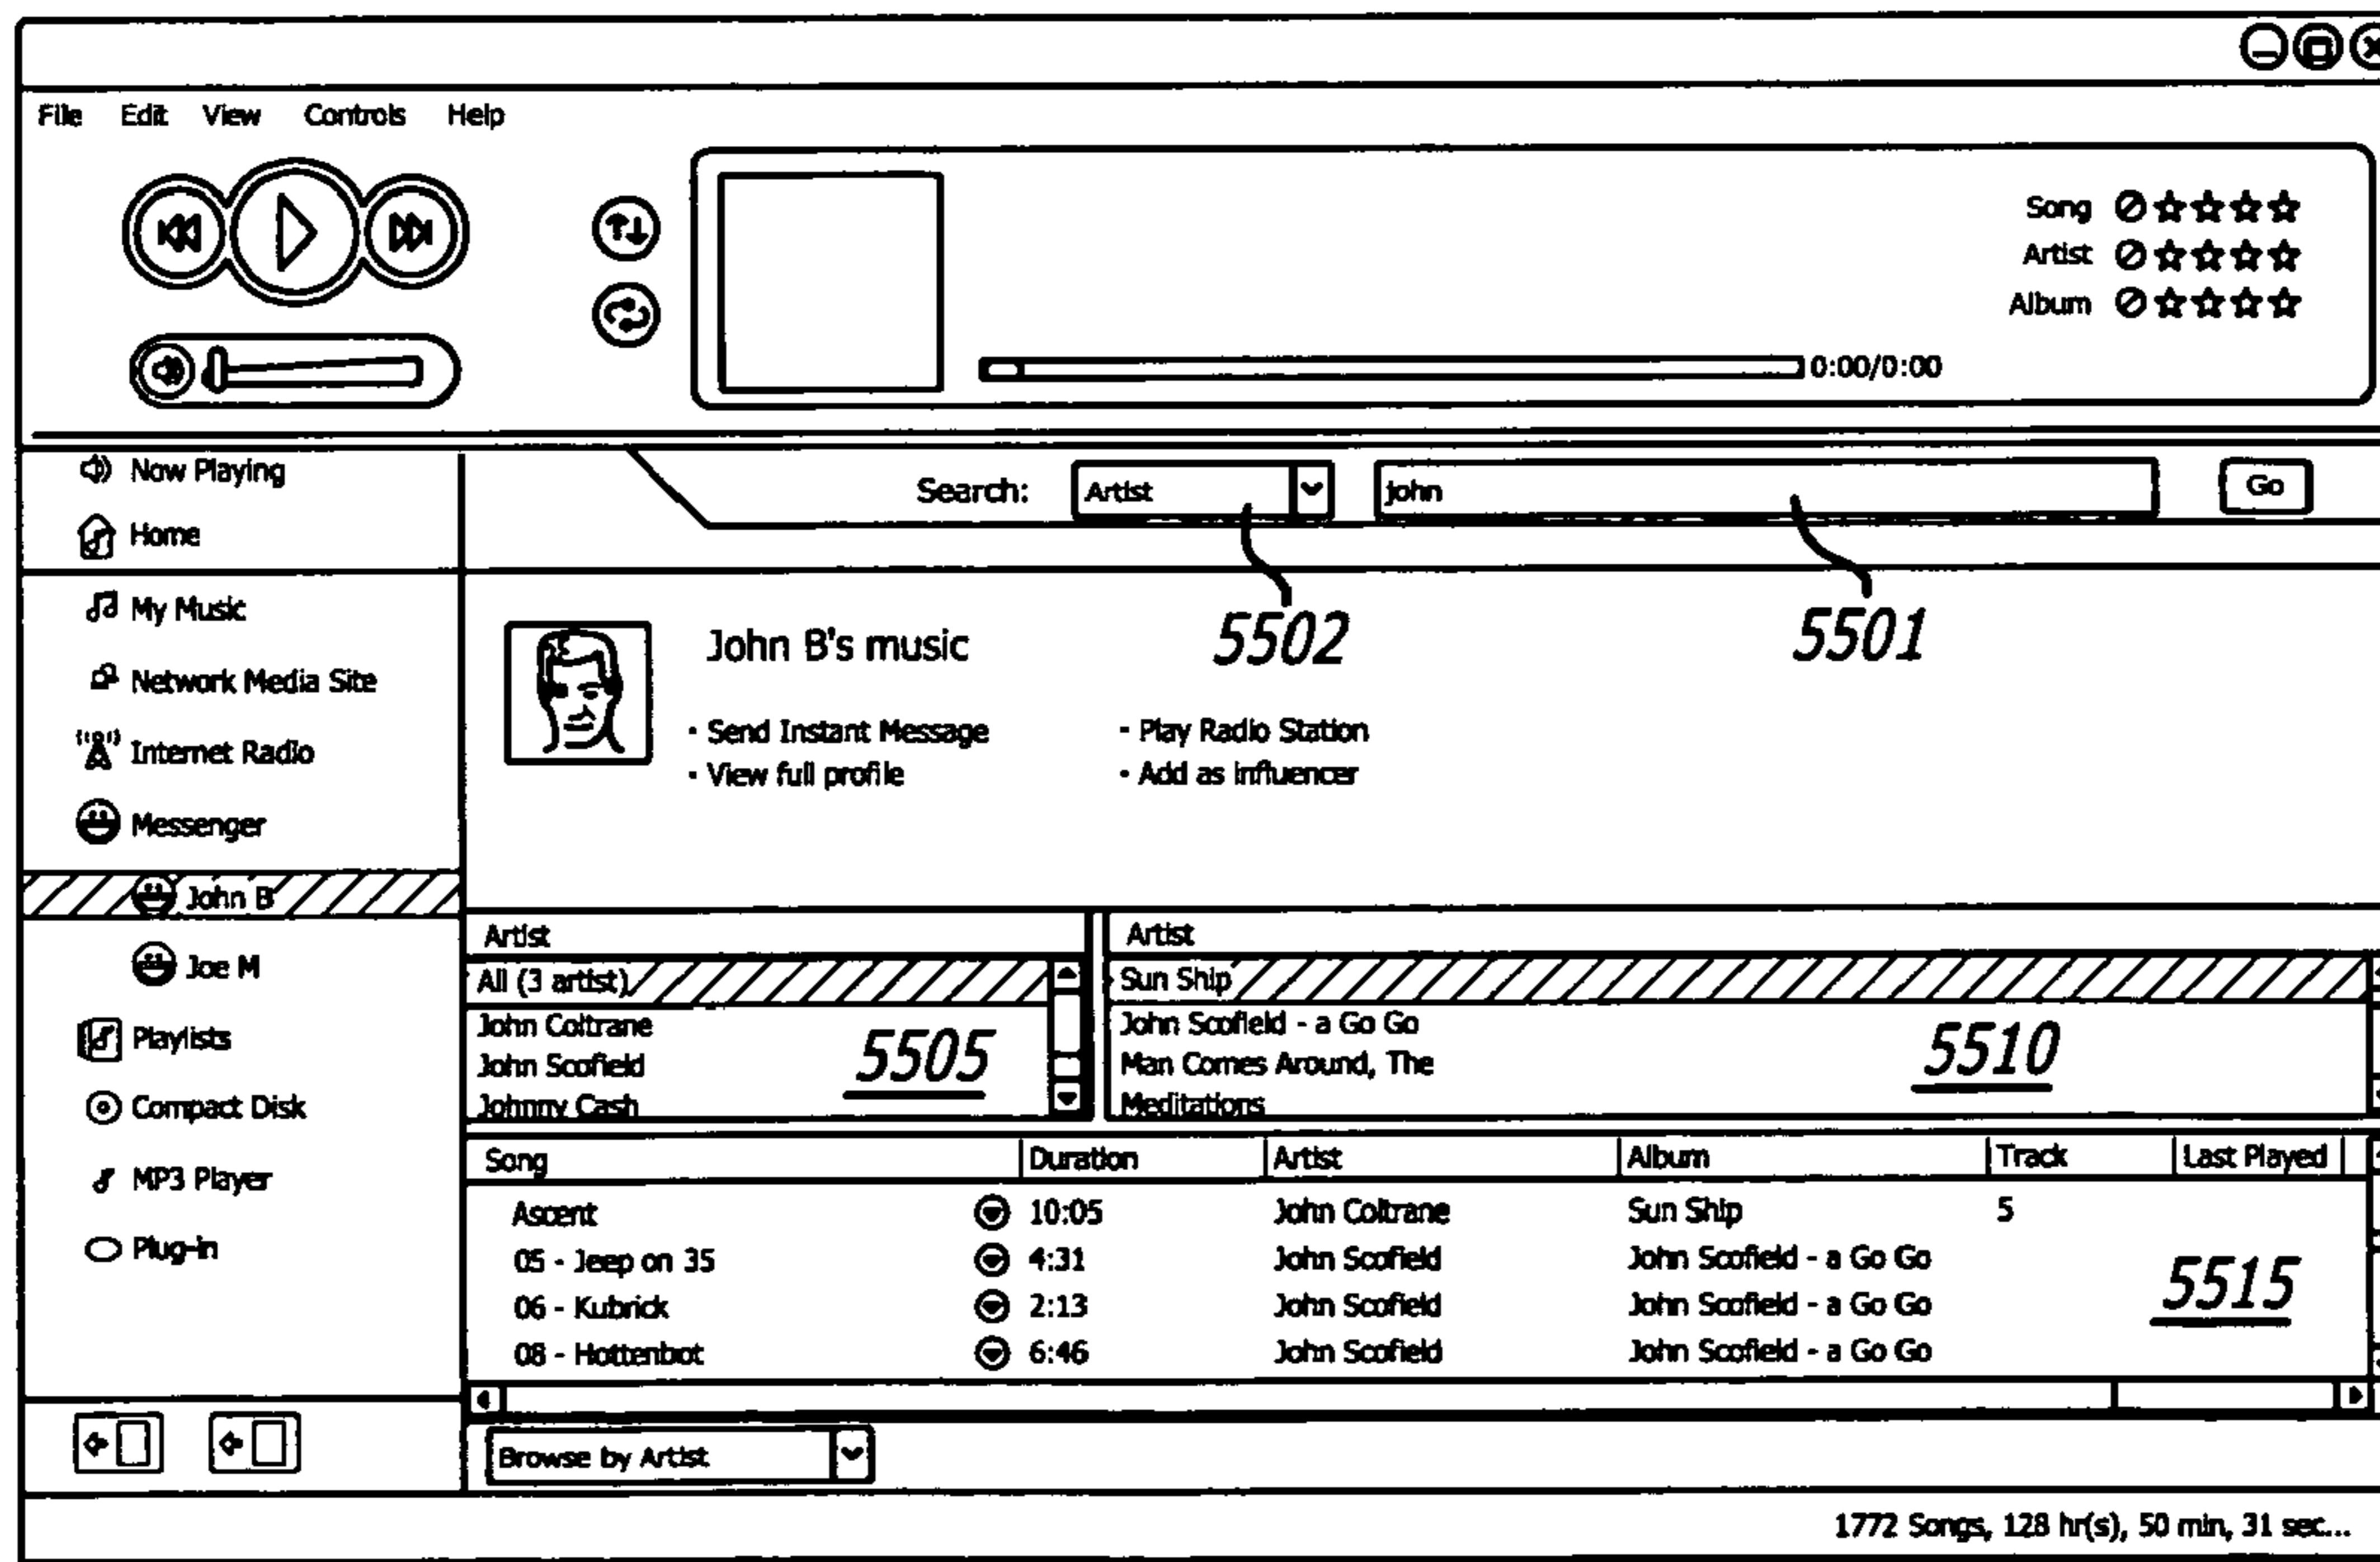 File Edit View Controls Help
Song
Artist
Album
0:00/0:00
Now Playing
Home
Search: Artist john Go
5502 5501
My Music
Network Media Site
Internet Radio
Messenger
John B
Joe M
Playlists
Compact Disk
MP3 Player
Plug-in
John B's music
· Send Instant Message - Play Radio Station
· View full profile · Add as influencer
Artist
All (3 artist)
John Coltrane
John Scofield
Johnny Cash
5505
Artist
Sun Ship
John Scofield - a Go Go
Man Comes Around, The
Meditations
5510
Song Duration Artist Album Track Last Played
Ascent 10:05 John Coltrane Sun Ship 5
05 - Jeep on 35 4:31 John Scofield John Scofield - a Go Go
06 - Kubrick 2:13 John Scofield John Scofield - a Go Go
08 - Hottenbot 6:46 John Scofield John Scofield - a Go Go
5515
Browse by Artist
1772 Songs, 128 hr(s), 50 min, 31 sec...